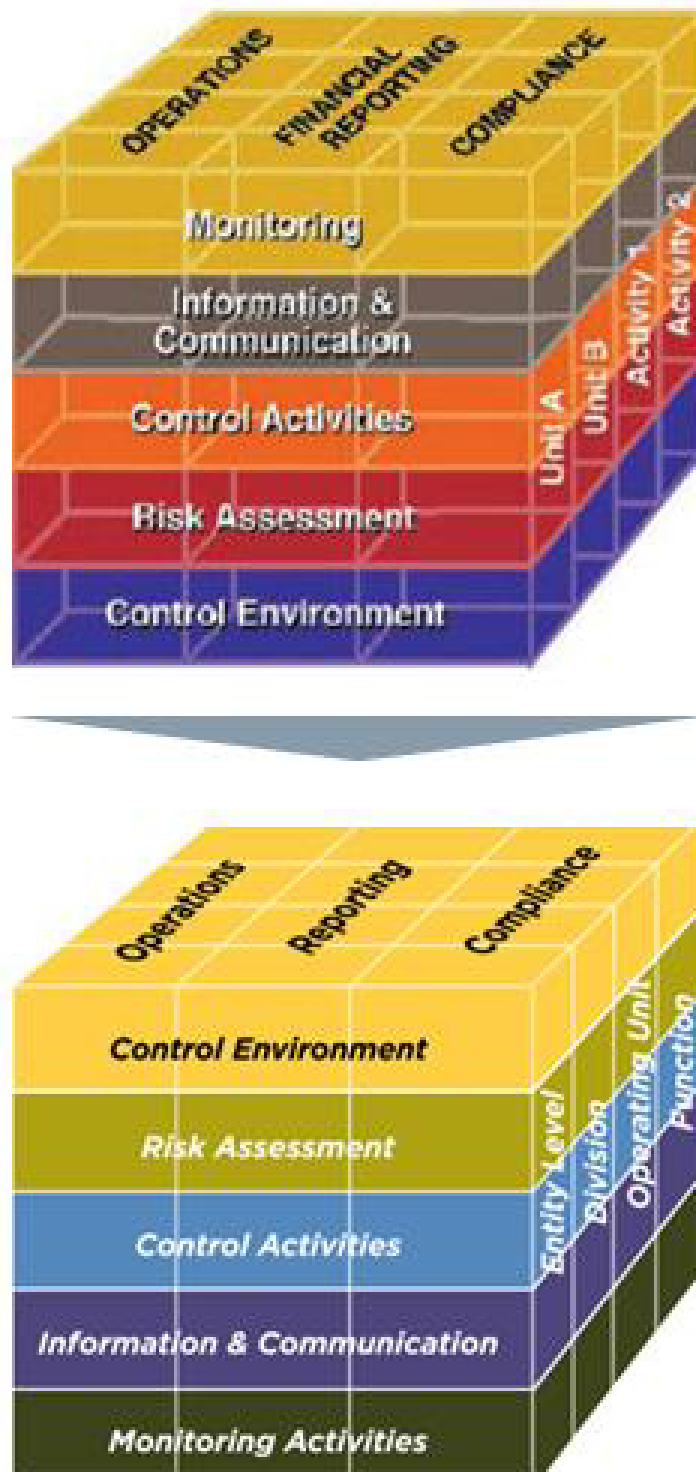 OPERATIONS
FINANCIAL
REPORTING
COMPLIANCE
Monitoring
Information &
Communication
Control Activities
Risk Assessment
Control Environment
Unit A
Unit B
Activity 1
Activity 2
Operations
Reporting
Compliance
Control Environment
Risk Assessment
Control Activities
Information & Communication
Monitoring Activities
Entity Level
Division
Operating Unit
Function